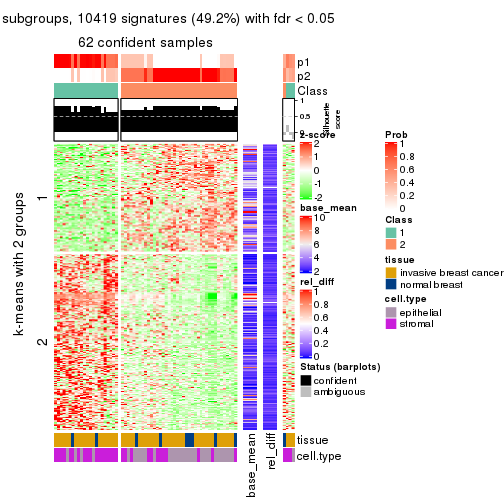 subgroups, 10419 signatures (49.2%) with fdr < 0.05
62 confident samples
p1
p2
Class
1
0.5
0
Silhouette
score
k-means with 2 groups
1
2
base_mean
rel_diff
tissue
cell.type
z-score
2
1
0
-1
-2
base_mean
10
8
6
4
2
rel_diff
1
0.8
0.6
0.4
0.2
0
Status (barplots)
confident
ambiguous
Prob
1
0.8
0.6
0.4
0.2
0
Class
1
2
tissue
invasive breast cancer
normal breast
cell.type
epithelial
stromal